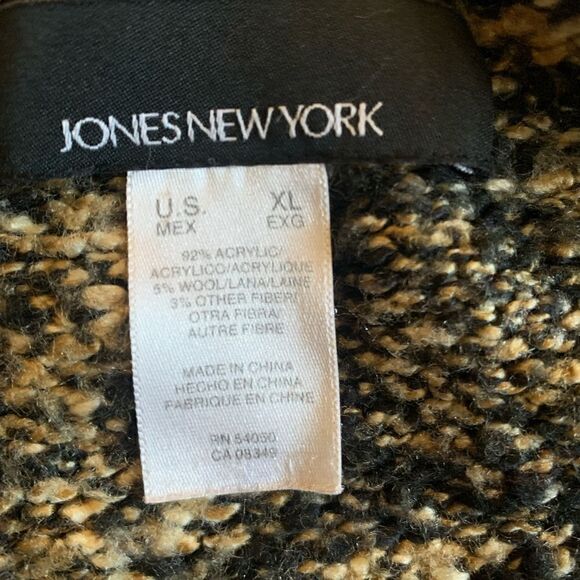 JONES NEW YORK
U.S. XL
MEX EXG
92% ACRYLIC/
ACRYLICO/ACRYLIQUE
5% WOOL/LANA/LAINE
3% OTHER FIBER/
OTRA FIBRA/
AUTRE FIBRE
MADE IN CHINA
HECHO EN CHINA
FABRIQUE EN CHINE
RN 54050
CA 08349